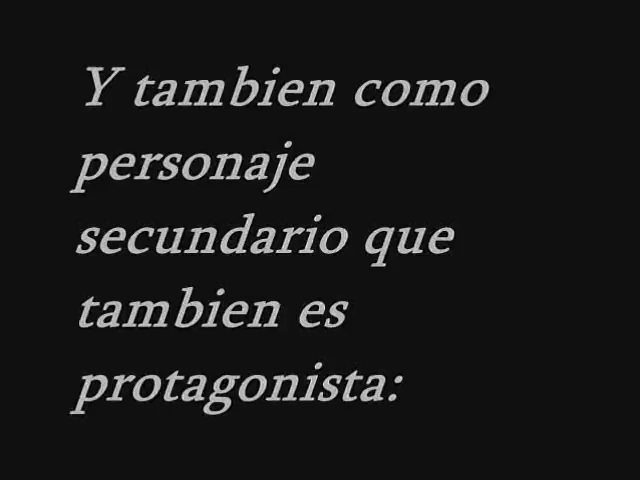 Y tambien como
personaje
secundario que
tambien es
protagonista: